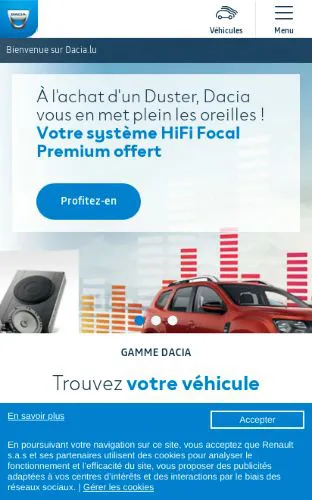 DACIA
Véhicules
Menu
Bienvenue sur Dacia.lu
À l'achat d'un Duster, Dacia
vous en met plein les oreilles !
Votre système HiFi Focal
Premium offert
Profitez-en
GAMME DACIA
Trouvez votre véhicule
En savoir plus
Accepter
En poursuivant votre navigation sur ce site, vous acceptez que Renault
s.a.s et ses partenaires utilisent des cookies pour analyser le
fonctionnement et l'efficacité du site, vous proposer des publicités
adaptées à vos centres d'intérêts et des interactions par le biais des
réseaux sociaux. | Gérer les cookies